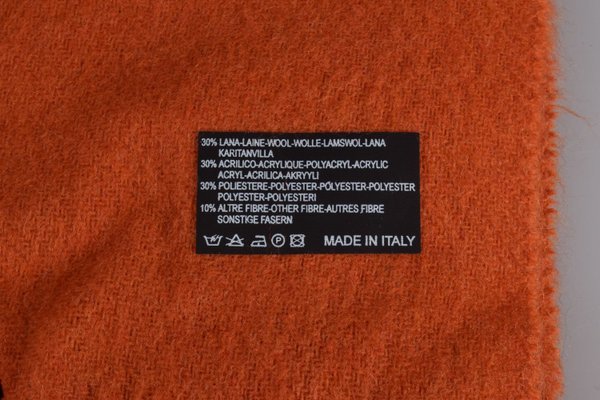 30% LANA-LAINE-WOOL-WOLLE-LAMSWOL-LANA
KARITANVILLA
30% ACRILICO-ACRYLIQUE-POLYACRYL-ACRYLIC
ACRYL-ACRILICA-AKRYYLI
30% POLIESTERE-POLYESTER-POLYESTER-POLYESTER
POLYESTER-POLYESTERI
10% ALTRE FIBRE-OTHER FIBRE-AUTRES FIBRE
SONSTIGE FASERN
P MADE IN ITALY